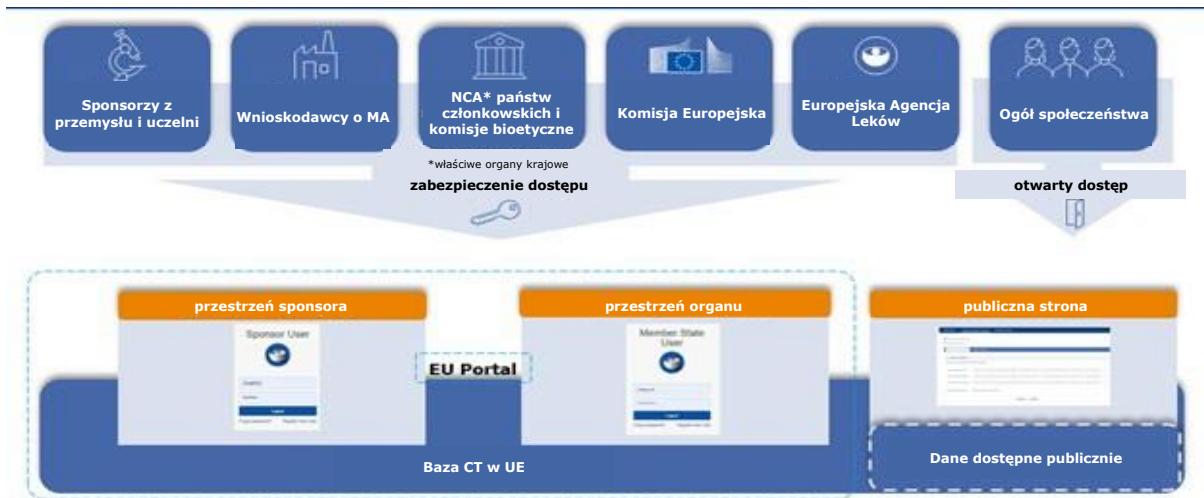 Sponsorzy z
przemysłu i uczelni
Wnioskodawcy o MA
NCA* państw
członkowskich i
komisje bioetyczne
Komisja Europejska
Europejska Agencja
Leków
Ogół społeczeństwa
*właściwe organy krajowe
zabezpieczenie dostępu
otwarty dostęp
przestrzeń sponsora
przestrzeń organu
publiczna strona
Sponsor User
Member State
User
EU Portal
Baza CT w UE
Dane dostępne publicznie